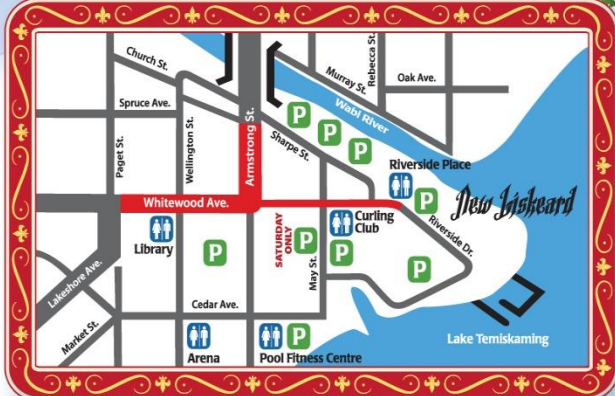 Church St.
Murray St.
Rebecca St.
Oak Ave.
Spruce Ave.
Wabi River
Paget St.
Wellington St.
Armstrong St.
Sharpe St.
P
P
P
Riverside Place
P
New Liskeard
Whitewood Ave.
Library
P
SATURDAY
ONLY
P
May St.
Curling
Club
P
Riverside Dr.
P
Lakeshore Ave.
Market St.
Cedar Ave.
Arena
P
Pool Fitness Centre
Lake Temiskaming